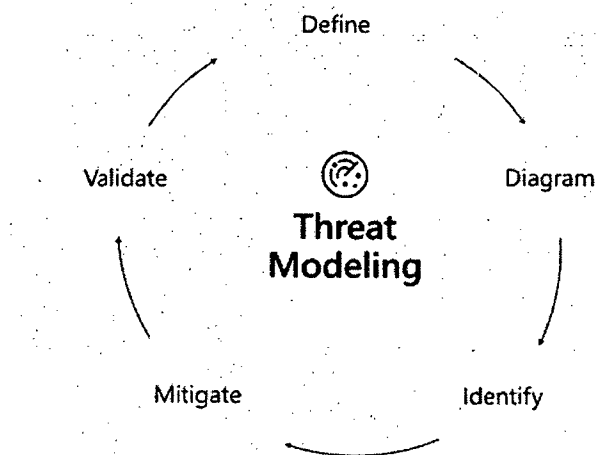 Define
Validate
Diagram
Threat
Modeling
Mitigate
Identify